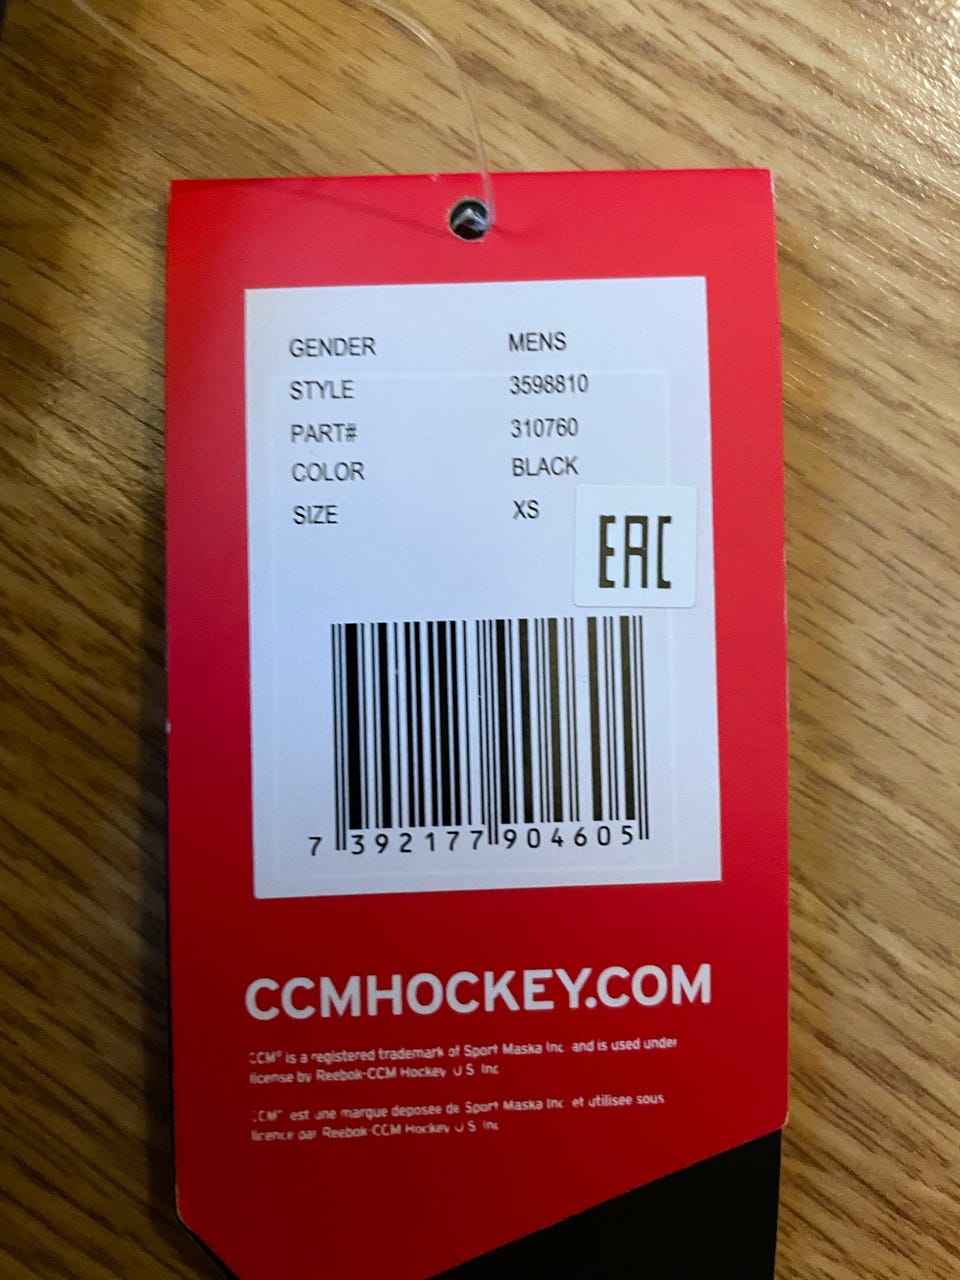 GENDER MENS
STYLE 3598810
PART# 310760
COLOR BLACK
SIZE XS
EAC
7 392177 904605
CCMHOCKEY.COM
CCM® is a registered trademark of Sport Maska Inc and is used under
license by Reebok-CCM Hockey U S Inc
CCM® est une marque deposee de Sport Maska Inc et utilisee sous
licence par Reebok-CCM Hockey U S Inc